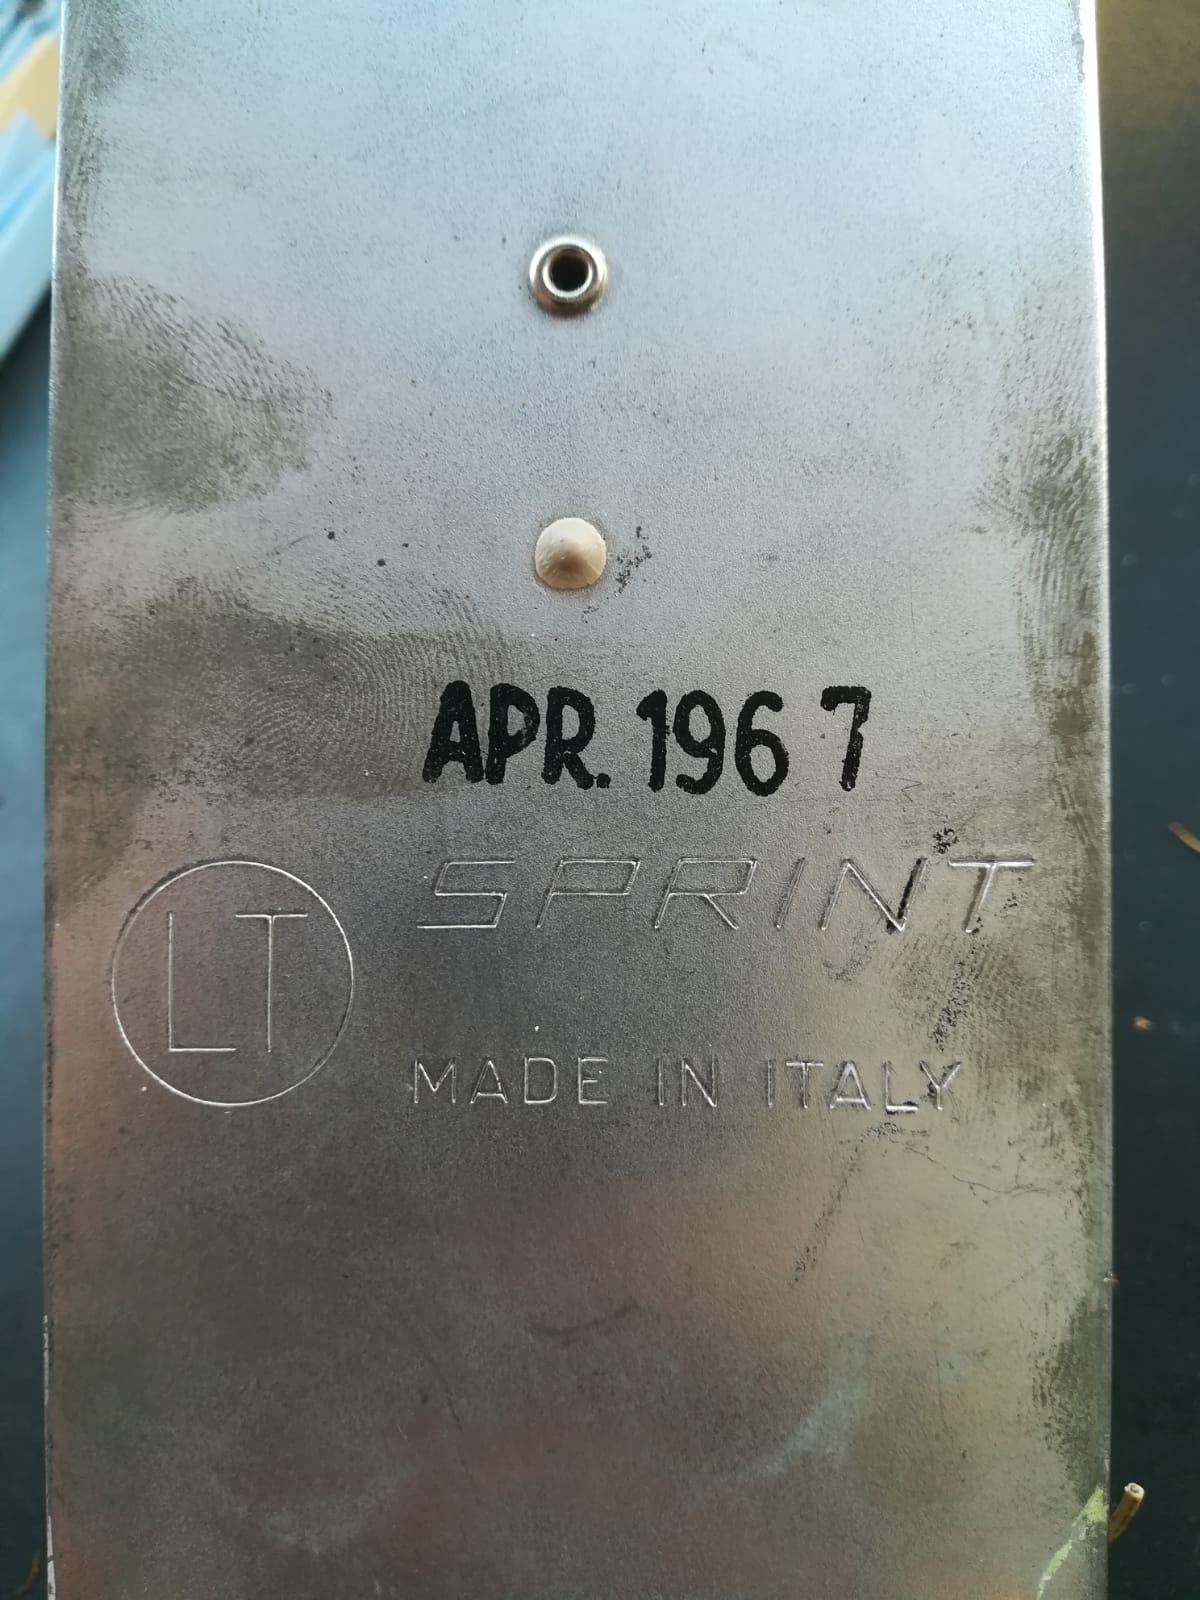 APR. 196 7
LT SPRINT
MADE IN ITALY